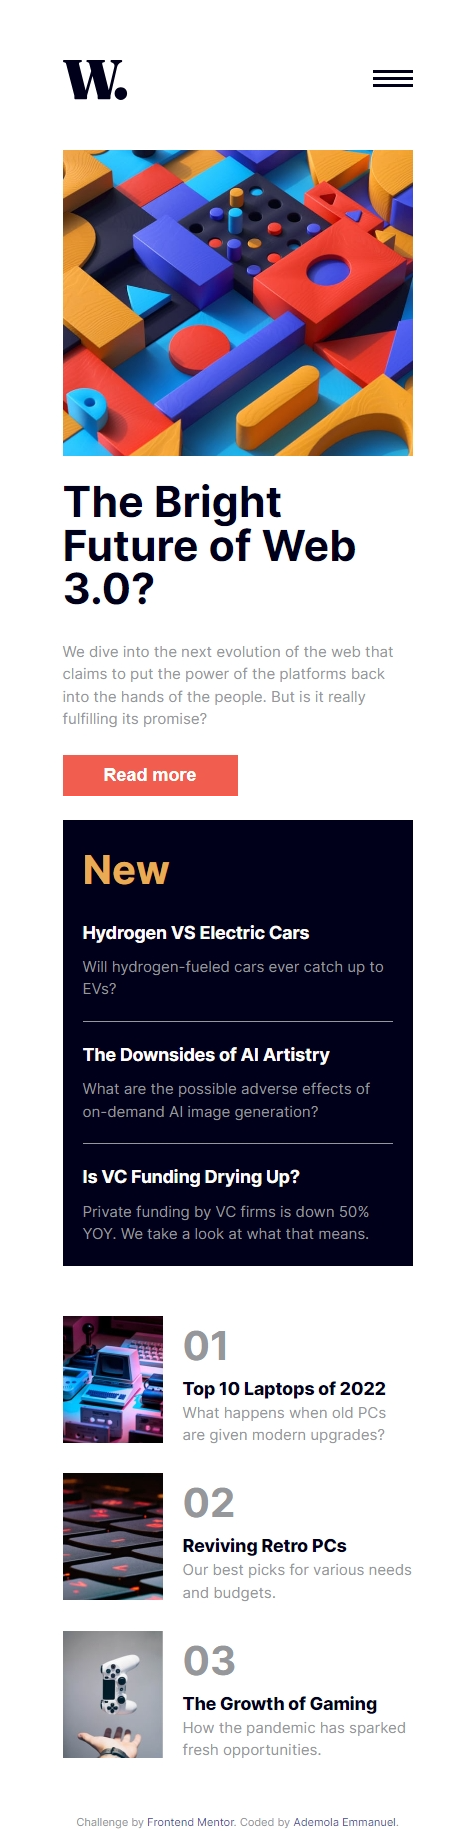 W.
The Bright
Future of Web
3.0?
We dive into the next evolution of the web that
claims to put the power of the platforms back
into the hands of the people. But is it really
fulfilling its promise?
Read more
New
Hydrogen VS Electric Cars
Will hydrogen-fueled cars ever catch up to
EVs?
The Downsides of AI Artistry
What are the possible adverse effects of
on-demand AI image generation?
Is VC Funding Drying Up?
Private funding by VC firms is down 50%
YOY. We take a look at what that means.
01
Top 10 Laptops of 2022
What happens when old PCs
are given modern upgrades?
02
Reviving Retro PCs
Our best picks for various needs
and budgets.
03
The Growth of Gaming
How the pandemic has sparked
fresh opportunities.
Challenge by Frontend Mentor. Coded by Ademola Emmanuel.